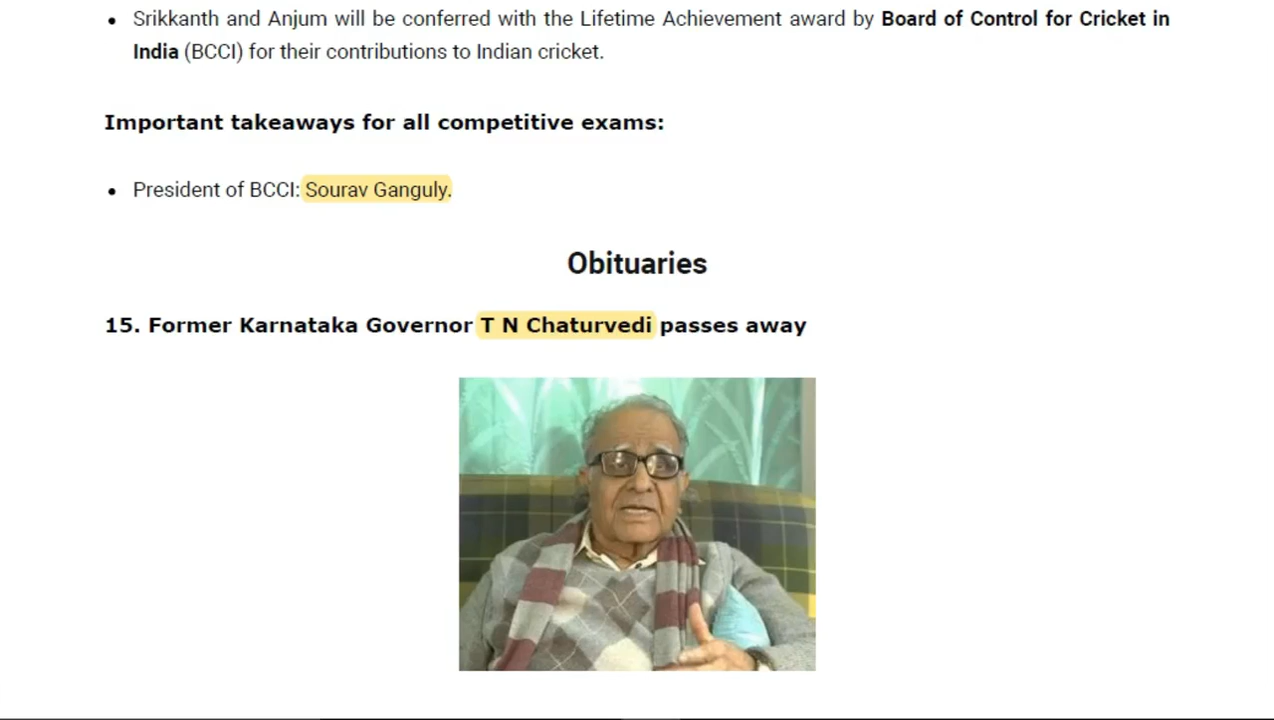 • Srikkanth and Anjum will be conferred with the Lifetime Achievement award by Board of Control for Cricket in
India (BCCI) for their contributions to Indian cricket.
Important takeaways for all competitive exams:
• President of BCCI: Sourav Ganguly.
Obituaries
15. Former Karnataka Governor T N Chaturvedi passes away